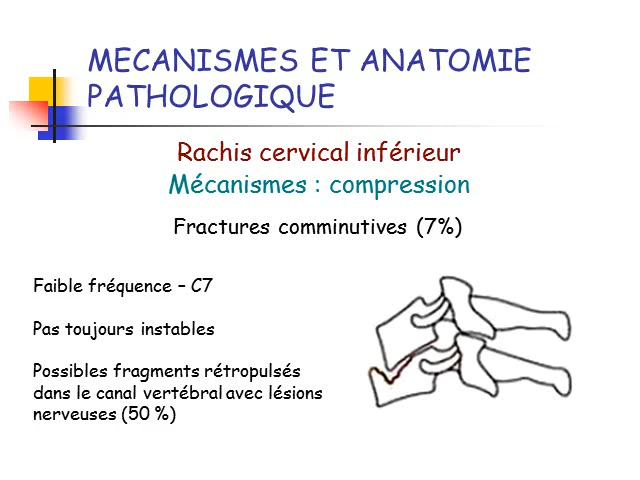 MECANISMES ET ANATOMIE
PATHOLOGIQUE
Rachis cervical inférieur
Mécanismes : compression
Fractures comminutives (7%)
Faible fréquence – C7
Pas toujours instables
Possibles fragments rétropulsés
dans le canal vertébral avec lésions
nerveuses (50 %)